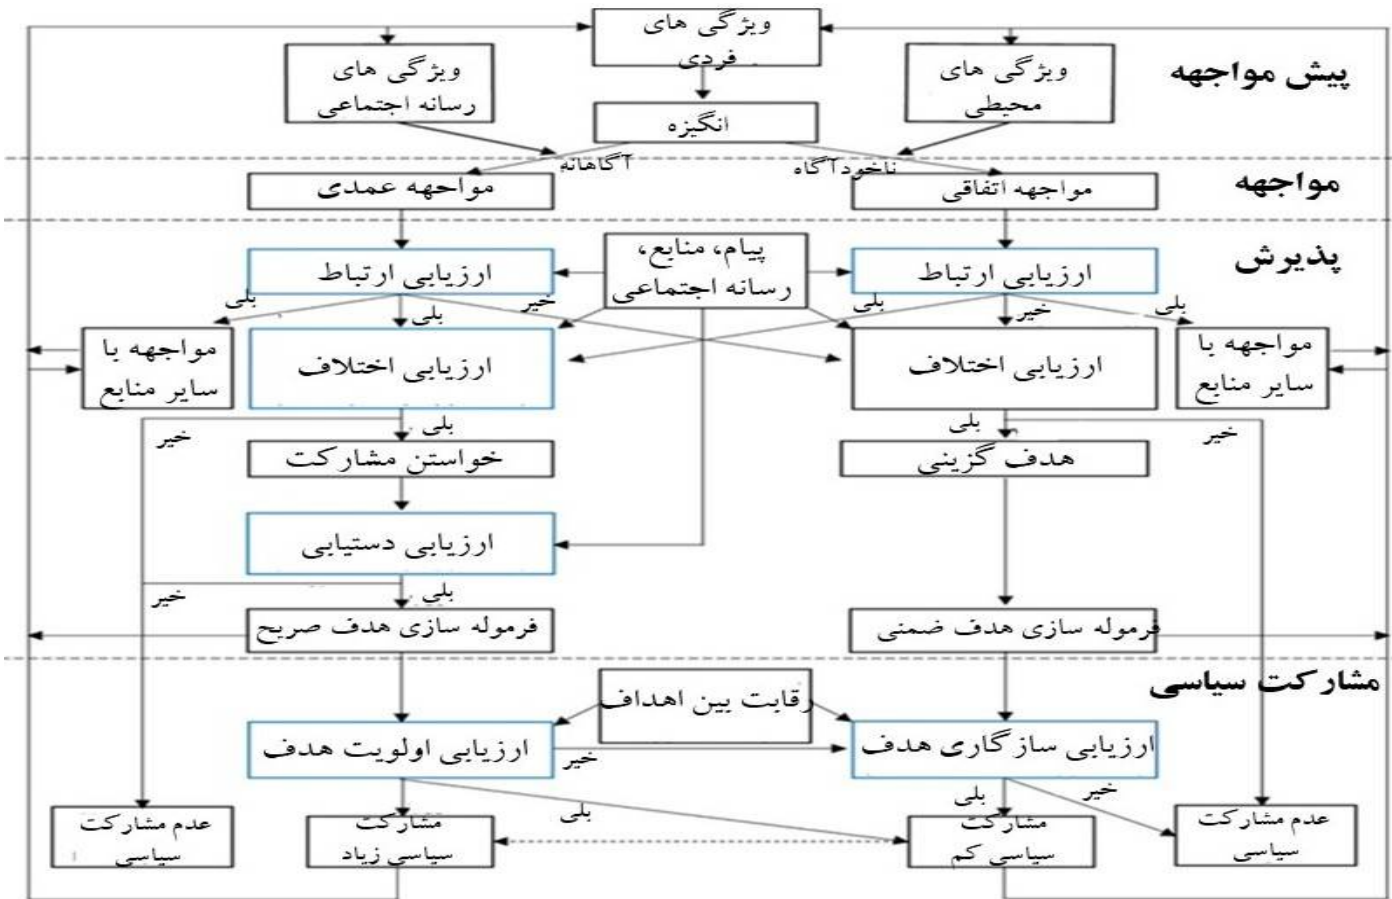 ویژگی های
فردی
پیش مواجهه
ویژگی های
محیطی
ویژگی های
رسانه اجتماعی
انگیزه
ناخودآگاه
آگاهانه
مواجهه
مواجهه اتفاقی
مواحهه عمدی
پذیرش
ارزیابی ارتباط
پیام، منابع،
رسانه اجتماعی
ارزیابی ارتباط
بلی
خیر
بلی
خیر
بلی
بلی
مواجهه با
سایر منابع
ارزیابی اختلاف
ارزیابی اختلاف
مواجهه با
سایر منابع
خیر
بلی
بلی
خیر
هدف گزینی
خواستن مشارکت
ارزیابی دستیابی
بلی
خیر
فرموله سازی هدف ضمنی
فرموله سازی هدف صریح
مشارکت سیاسی
رقابت بین اهداف
ارزیابی سازگاری هدف
ارزیابی اولویت هدف
خیر
خیر
بلی
بلی
عدم مشارکت
سیاسی
مشارکت
سیاسی کم
مشارکت
سیاسی زیاد
عدم مشارکت
سیاسی